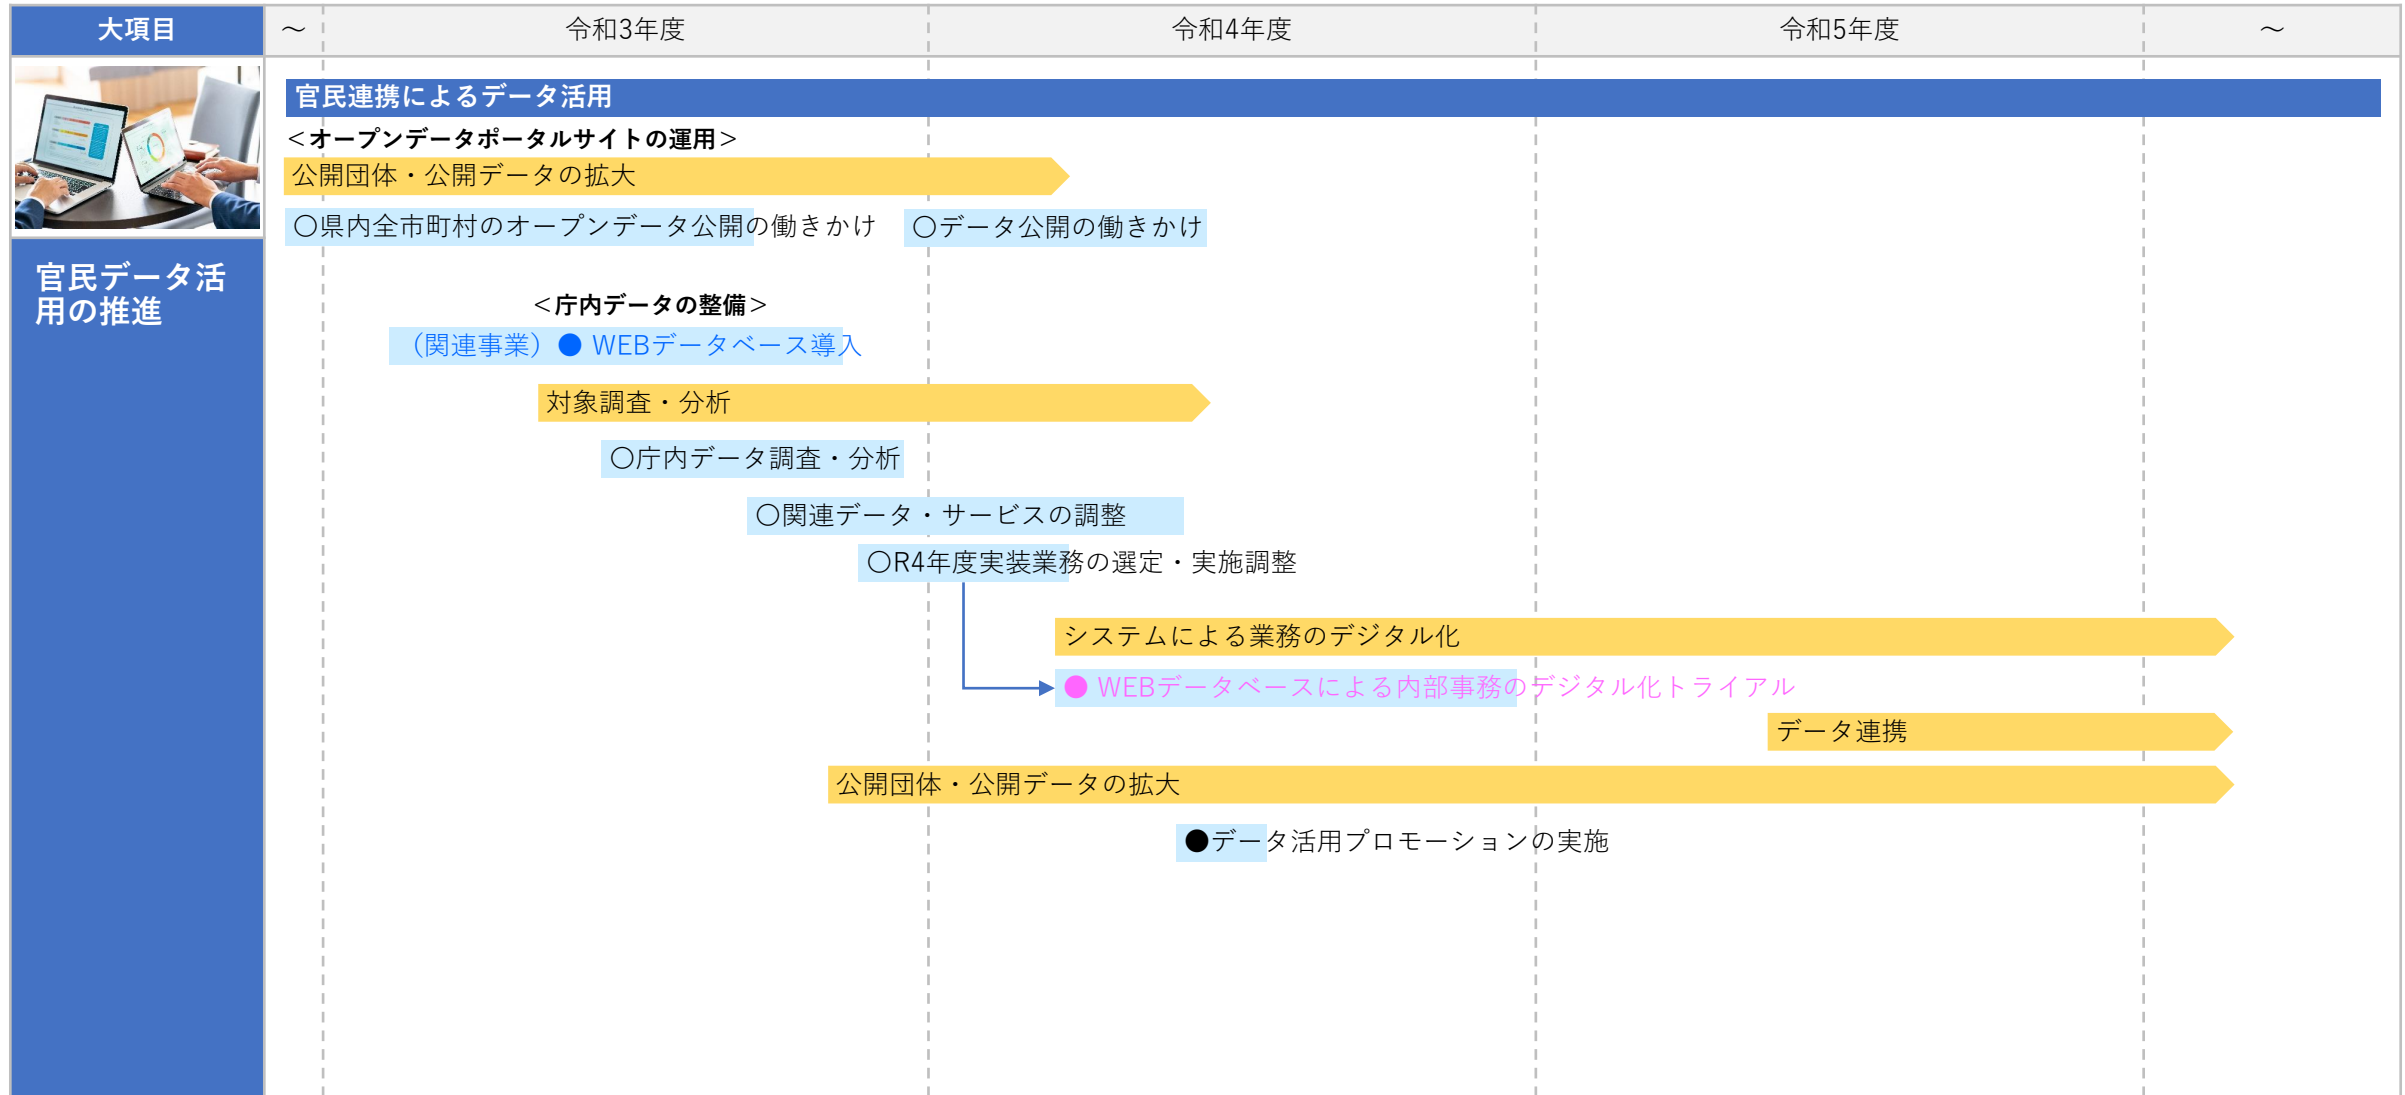 大項目
～
令和3年度
令和4年度
令和5年度
～
官民データ活
用の推進
官民連携によるデータ活用
＜オープンデータポータルサイトの運用＞
公開団体・公開データの拡大
〇県内全市町村のオープンデータ公開の働きかけ
〇データ公開の働きかけ
＜庁内データの整備＞
（関連事業）● WEBデータベース導入
対象調査・分析
〇庁内データ調査・分析
〇関連データ・サービスの調整
〇R4年度実装業務の選定・実施調整
システムによる業務のデジタル化
● WEBデータベースによる内部事務のデジタル化トライアル
データ連携
公開団体・公開データの拡大
●データ活用プロモーションの実施